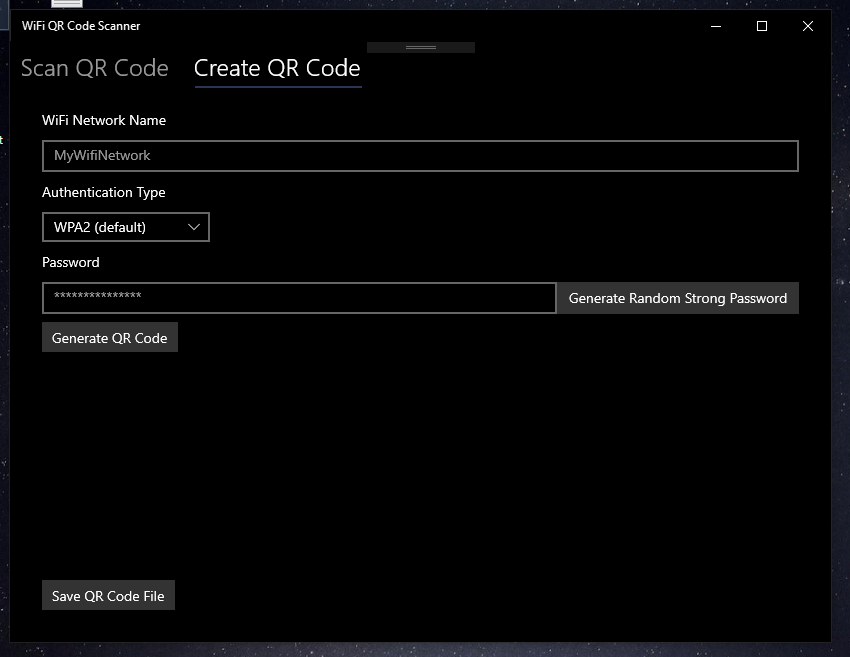 WiFi QR Code Scanner
Scan QR Code Create QR Code
WiFi Network Name
MyWifiNetwork
Authentication Type
WPA2 (default)
Password
***************
Generate Random Strong Password
Generate QR Code
Save QR Code File